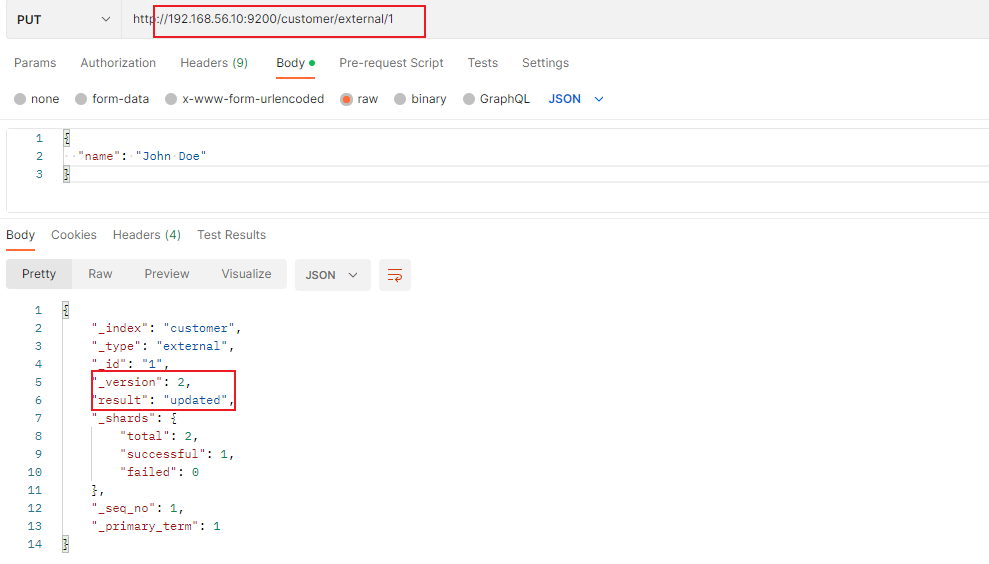 PUT http://192.168.56.10:9200/customer/external/1
Params Authorization Headers (9) Body Pre-request Script Tests Settings
none form-data x-www-form-urlencoded raw binary GraphQL JSON
1 {
2 "name": "John Doe"
3 }
Body Cookies Headers (4) Test Results
Pretty Raw Preview Visualize JSON
1 {
2 "_index": "customer",
3 "_type": "external",
4 "_id": "1",
5 "_version": 2,
6 "result": "updated",
7 "_shards": {
8 "total": 2,
9 "successful": 1,
10 "failed": 0
11 },
12 "_seq_no": 1,
13 "_primary_term": 1
14 }